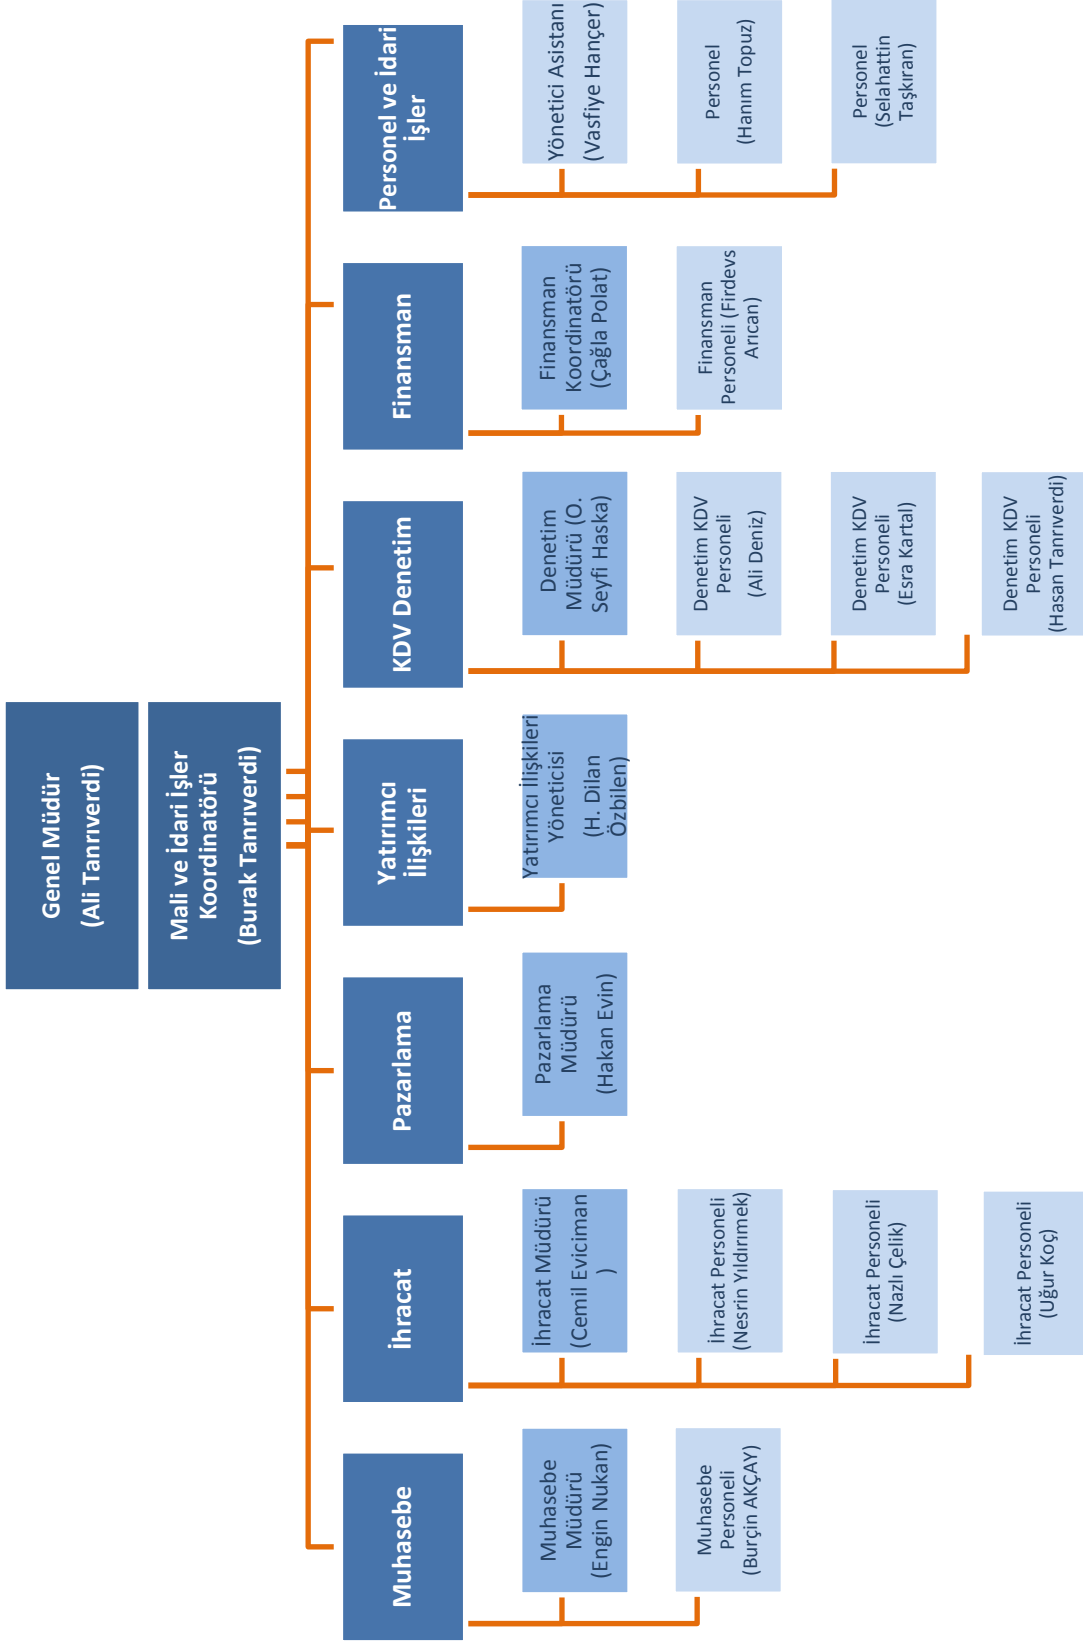 Genel Müdür
(Ali Tanrıverdi)
Mali ve İdari İşler
Koordinatörü
(Burak Tanrıverdi)
Muhasebe
Muhasebe
Müdürü
(Engin Nukan)
Muhasebe
Personeli
(Burçin AKÇAY)
İhracat
İhracat Müdürü
(Cemil Eviciman
)
İhracat Personeli
(Nesrin Yıldırımek)
İhracat Personeli
(Nazlı Çelik)
İhracat Personeli
(Uğur Koç)
Pazarlama
Pazarlama
Müdürü
(Hakan Evin)
Yatırımcı
İlişkileri
Yatırımcı İlişkileri
Yöneticisi
(H. Dilan
Özbilen)
KDV Denetim
Denetim
Müdürü (O.
Seyfi Haska)
Denetim KDV
Personeli
(Ali Deniz)
Denetim KDV
Personeli
(Esra Kartal)
Denetim KDV
Personeli
(Hasan Tanrıverdi)
Finansman
Finansman
Koordinatörü
(Çağla Polat)
Finansman
Personeli (Firdevs
Arıcan)
Personel ve İdari
İşler
Yönetici Asistanı
(Vasfiye Hançer)
Personel
(Hanım Topuz)
Personel
(Selahattin
Taşkıran)